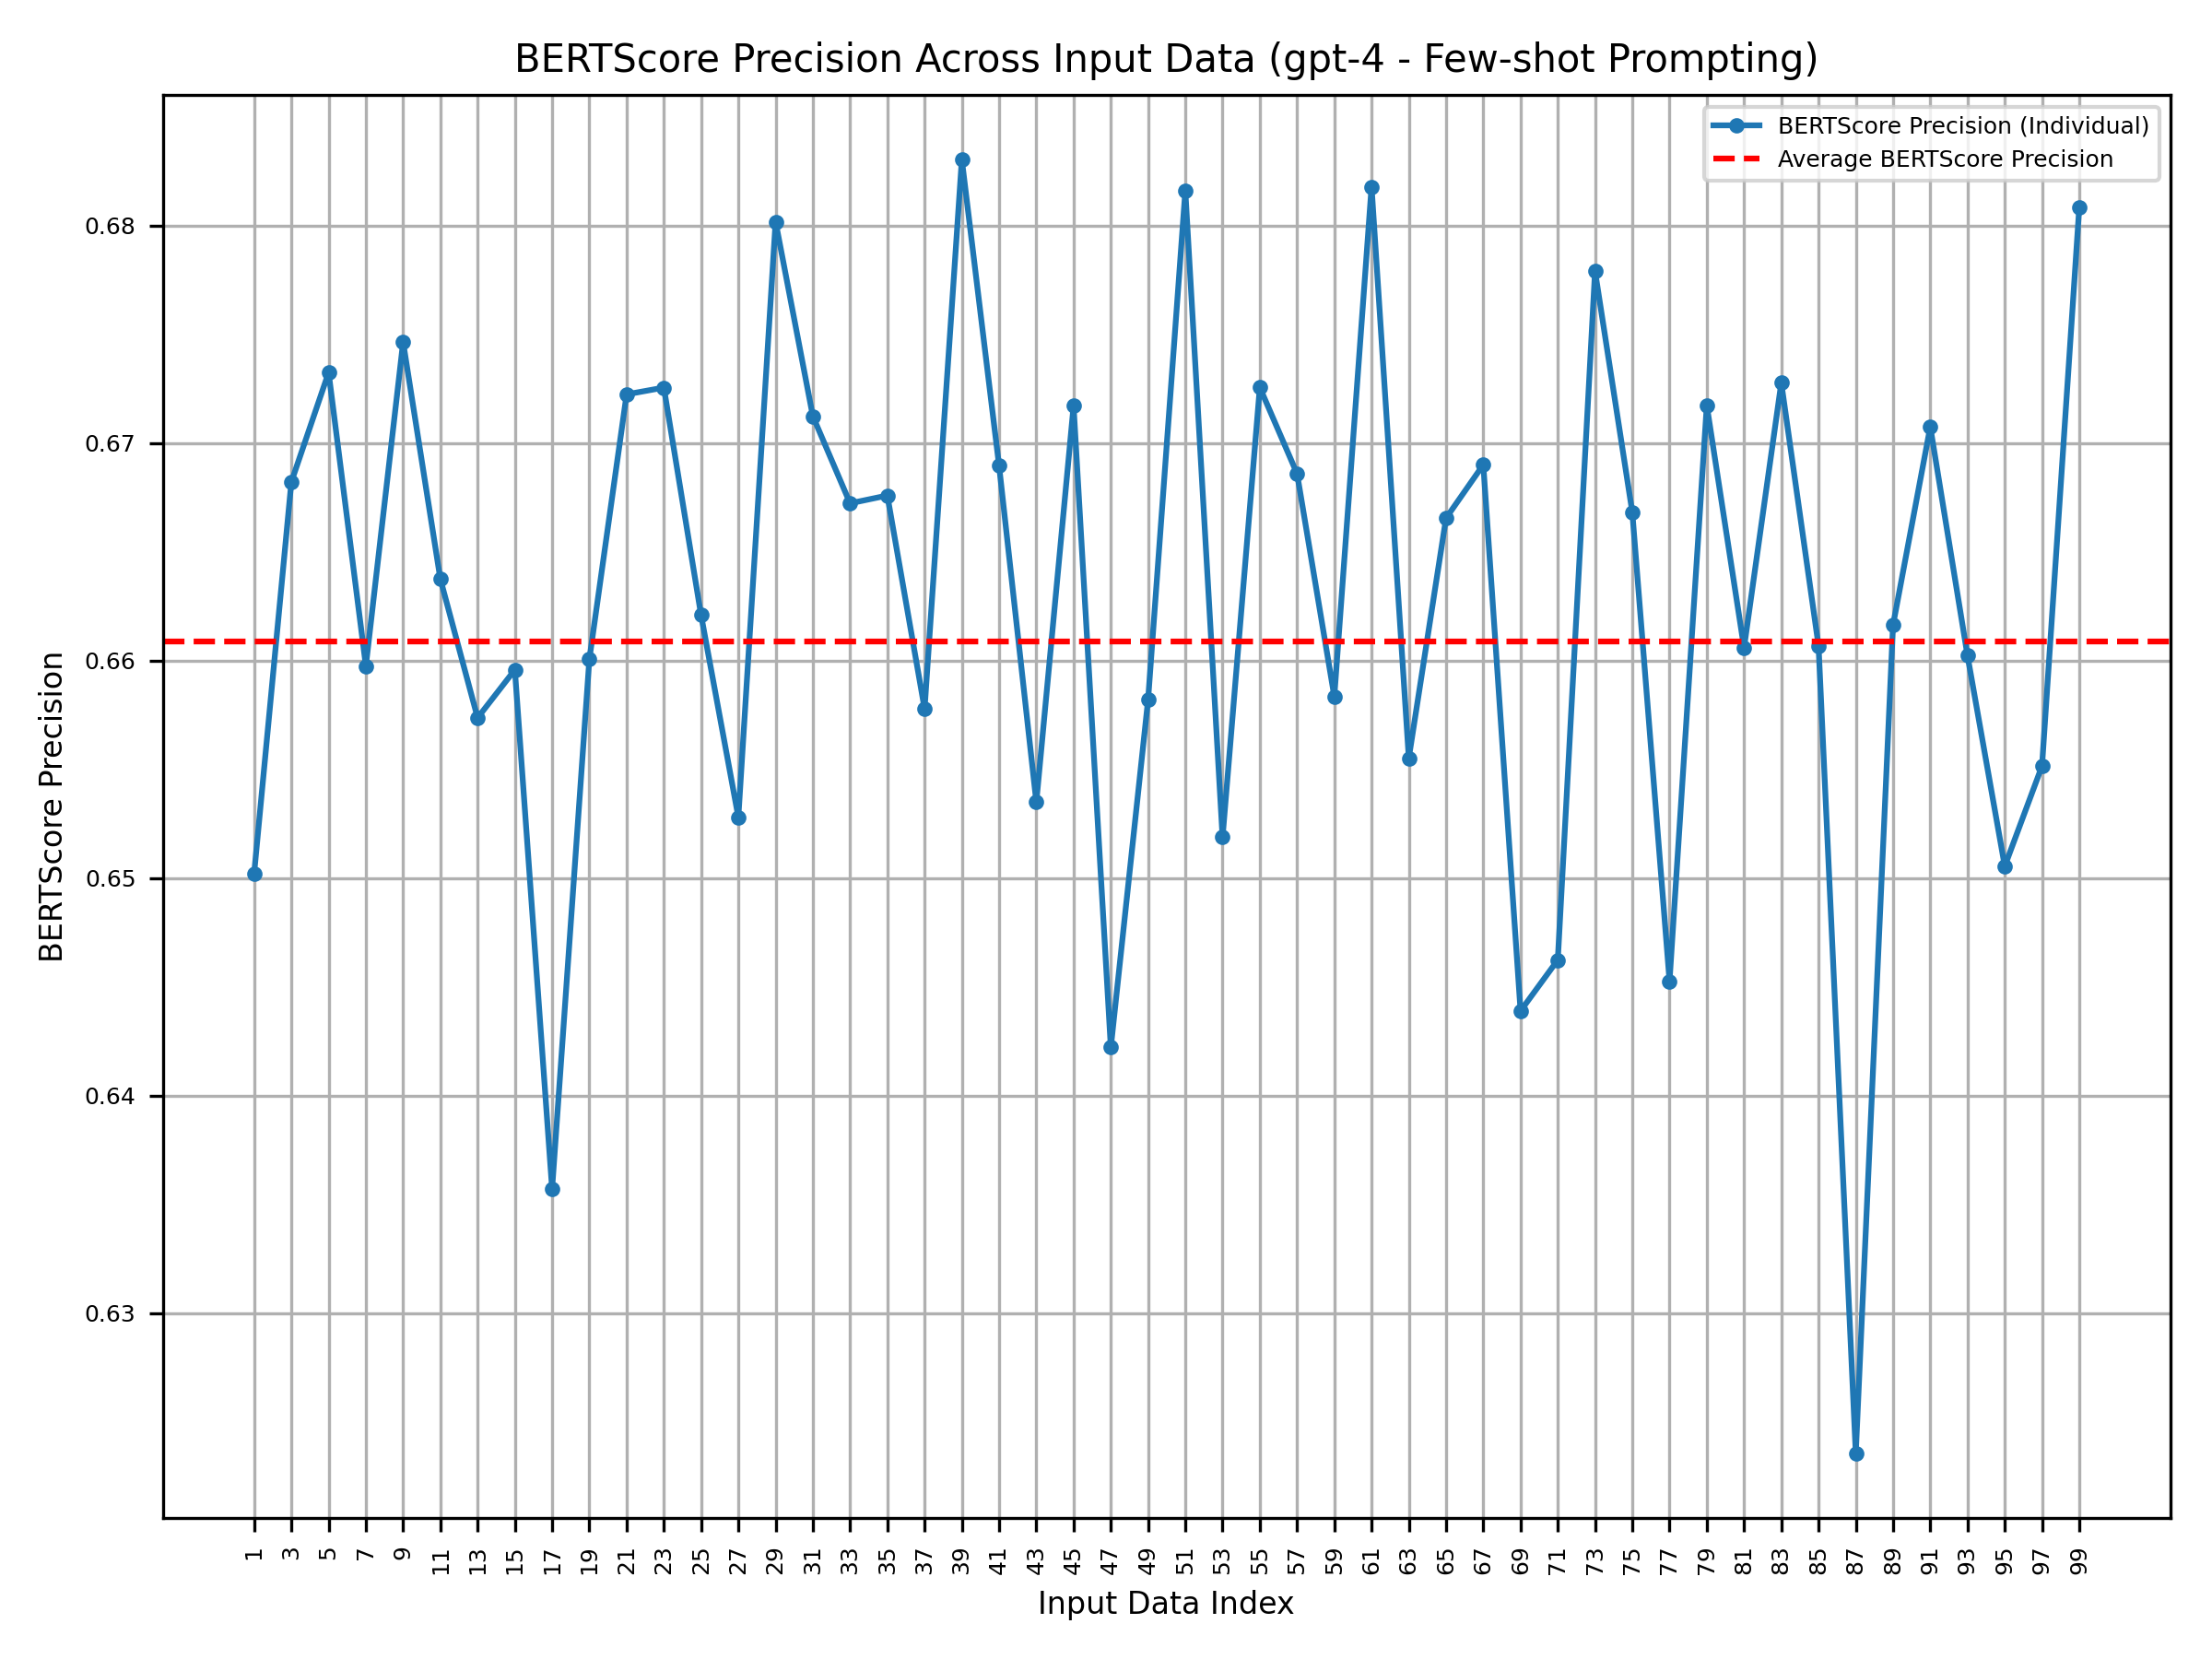 BERTScore Precision Across Input Data (gpt-4 - Few-shot Prompting)
BERTScore Precision (Individual)
Average BERTScore Precision
BERTScore Precision
0.68
0.67
0.66
0.65
0.64
0.63
1 3 5 7 9 11 13 15 17 19 21 23 25 27 29 31 33 35 37 39 41 43 45 47 49 51 53 55 57 59 61 63 65 67 69 71 73 75 77 79 81 83 85 87 89 91 93 95 97 99
Input Data Index